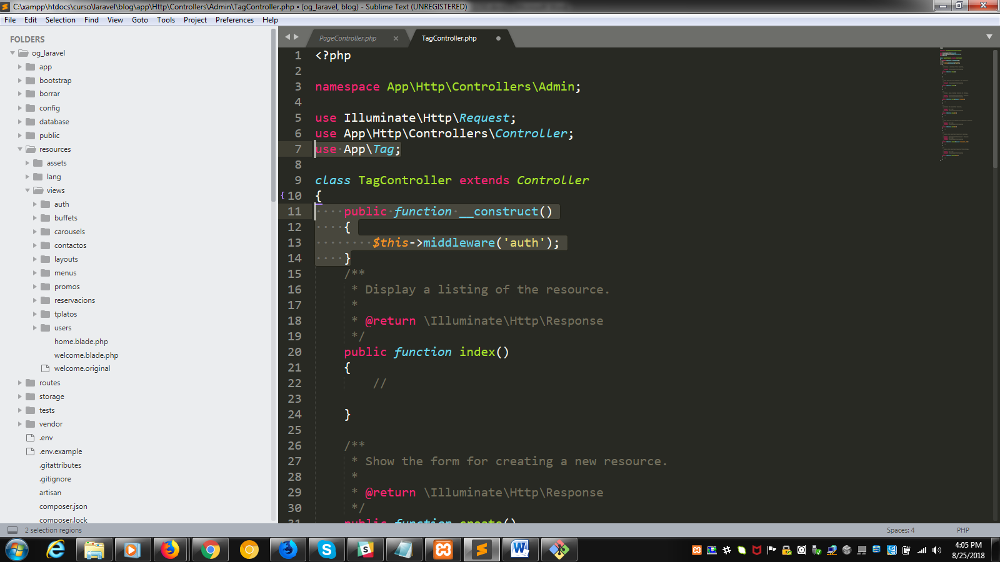 C:\xampp\htdocs\curso\laravel\blog\app\Http\Controllers\Admin\TagController.php • (og_laravel, blog) - Sublime Text (UNREGISTERED)
File Edit Selection Find View Goto Tools Project Preferences Help
FOLDERS
og_laravel
app
bootstrap
borrar
config
database
public
resources
assets
lang
views
auth
buffets
carousels
contactos
layouts
menus
promos
reservacions
tplatos
users
home.blade.php
welcome.blade.php
welcome.original
routes
storage
tests
vendor
.env
.env.example
.gitattributes
.gitignore
artisan
composer.json
composer.lock
PageController.php × TagController.php
1 <?php
2
3 namespace App\Http\Controllers\Admin;
4
5 use Illuminate\Http\Request;
6 use App\Http\Controllers\Controller;
7 use App\Tag;
8
9 class TagController extends Controller
10 {
11 public function __construct()
12 {
13 $this->middleware('auth');
14 }
15 /**
16 * Display a listing of the resource.
17 *
18 * @return \Illuminate\Http\Response
19 */
20 public function index()
21 {
22 //
23
24 }
25
26 /**
27 * Show the form for creating a new resource.
28 *
29 * @return \Illuminate\Http\Response
30 */
31 public function create()
2 selection regions Spaces: 4 PHP
4:05 PM
8/25/2018